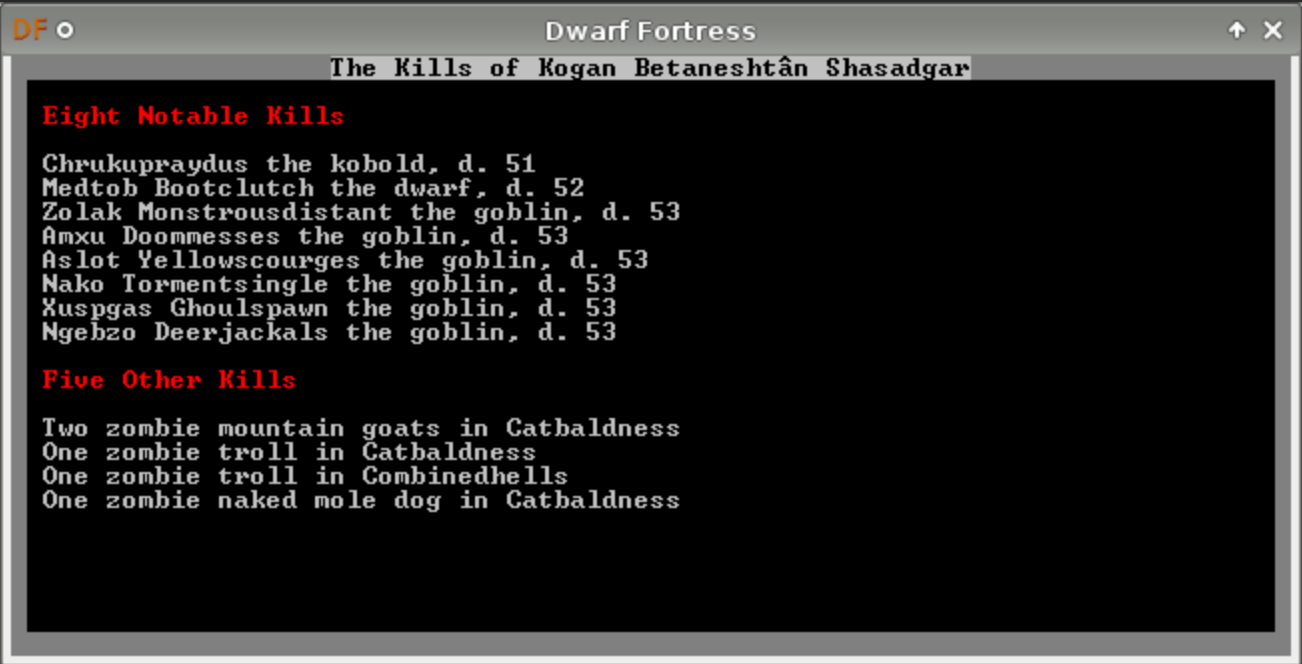 DF Dwarf Fortress
The Kills of Kogan Betaneshtân Shasadgar
Eight Notable Kills
Chrukupraydus the kobold, d. 51
Medtob Bootclutch the dwarf, d. 52
Zolak Monstrousdistant the goblin, d. 53
Amxu Doommesses the goblin, d. 53
Aslot Yellowscourges the goblin, d. 53
Nako Tormentsingle the goblin, d. 53
Xuspgas Ghoulspawn the goblin, d. 53
Ngebzo Deerjackals the goblin, d. 53
Five Other Kills
Two zombie mountain goats in Catbaldness
One zombie troll in Catbaldness
One zombie troll in Combinedhells
One zombie naked mole dog in Catbaldness